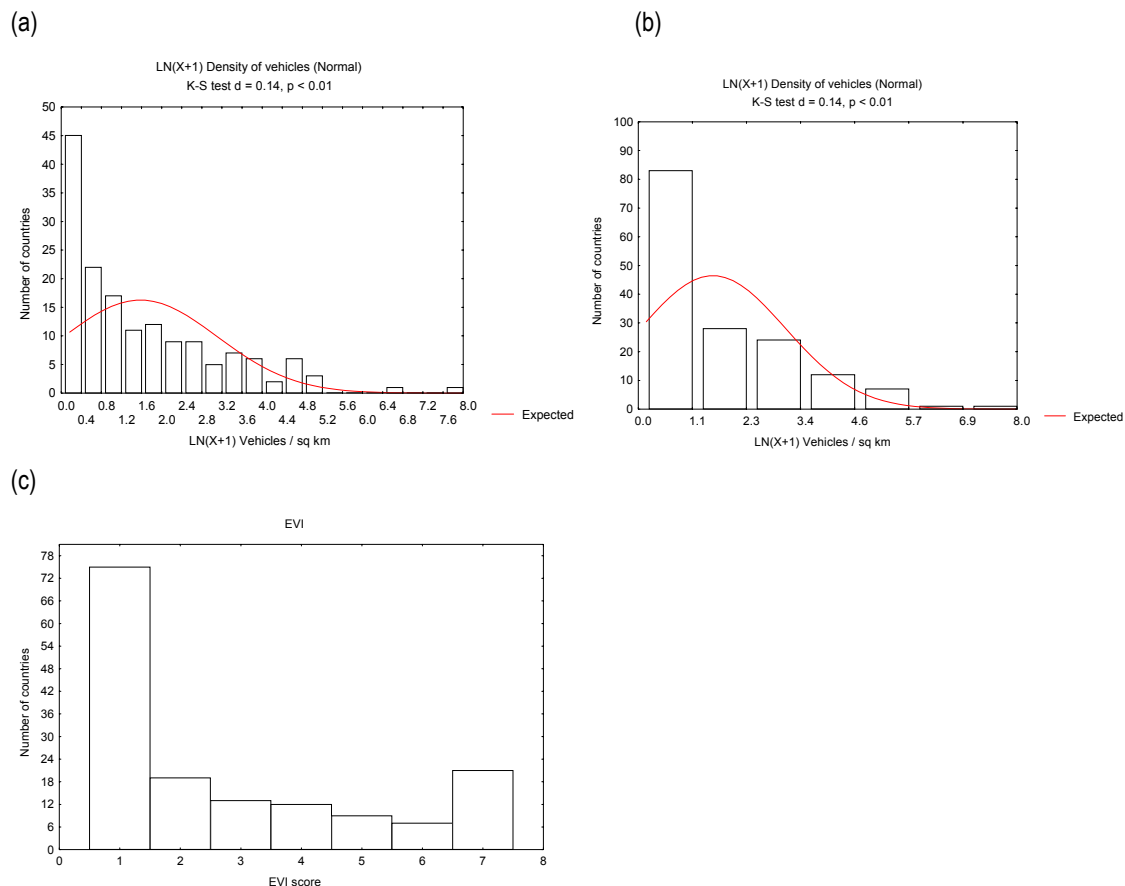 (a)
LN(X+1) Density of vehicles (Normal)
K-S test d = 0.14, p < 0.01
50
45
40
35
30
25
20
15
10
5
0
Number of countries
0.0 0.8 1.6 2.4 3.2 4.0 4.8 5.6 6.4 7.2 8.0
0.4 1.2 2.0 2.8 3.6 4.4 5.2 6.0 6.8 7.6
LN(X+1) Vehicles / sq km
Expected
(b)
LN(X+1) Density of vehicles (Normal)
K-S test d = 0.14, p < 0.01
100
90
80
70
60
50
40
30
20
10
0
Number of countries
0.0 1.1 2.3 3.4 4.6 5.7 6.9 8.0
LN(X+1) Vehicles / sq km
Expected
(c)
EVI
78
72
66
60
54
48
42
36
30
24
18
12
6
0
Number of countries
0 1 2 3 4 5 6 7 8
EVI score